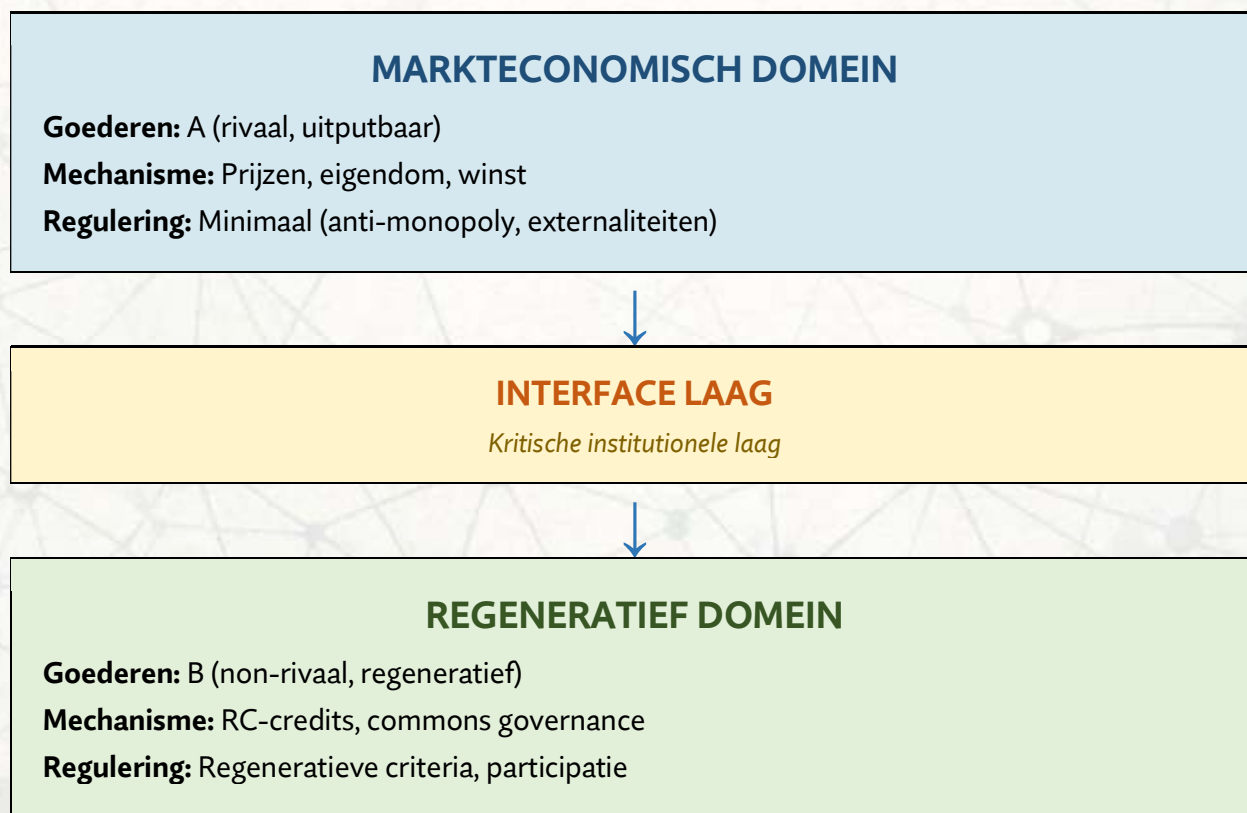 MARKTECONOMISCH DOMEIN
Goederen: A (rivaal, uitputbaar)
Mechanisme: Prijzen, eigendom, winst
Regulering: Minimaal (anti-monopoly, externaliteiten)
INTERFACE LAAG
Kritische institutionele laag
REGENERATIEF DOMEIN
Goederen: B (non-rivaal, regeneratief)
Mechanisme: RC-credits, commons governance
Regulering: Regeneratieve criteria, participatie